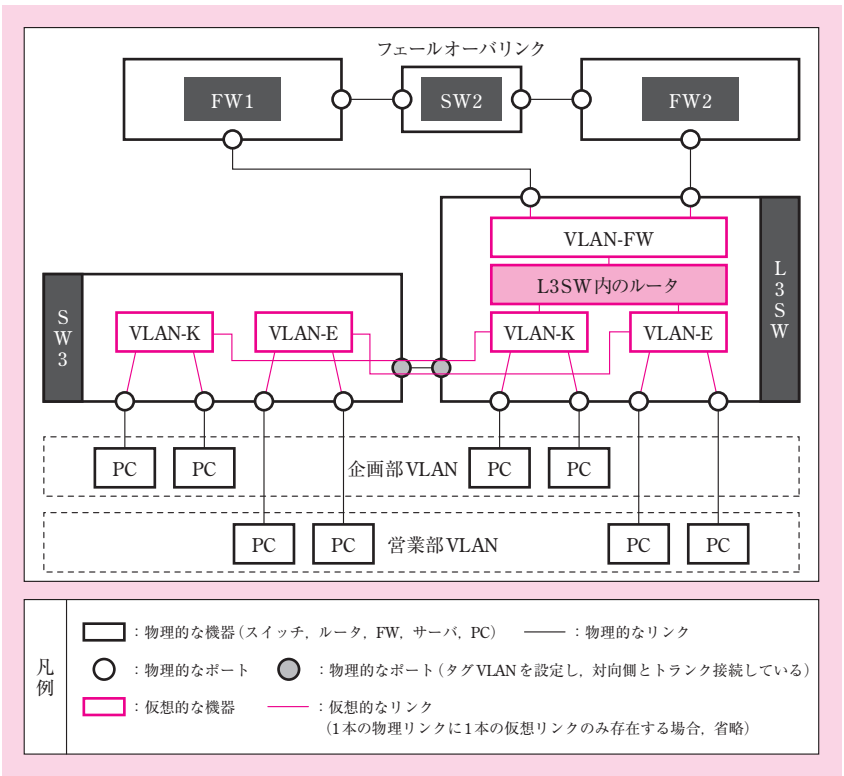 フェールオーバリンク
FW1
SW2
FW2
VLAN-FW
L3SW内のルータ
L3SW
SW3
VLAN-K
VLAN-E
VLAN-K
VLAN-E
PC
PC
企画部VLAN
PC
PC
PC
PC
営業部VLAN
PC
PC
凡例
：物理的な機器（スイッチ，ルータ，FW，サーバ，PC）
：物理的なリンク
：物理的なポート
：物理的なポート（タグVLANを設定し，対向側とトランク接続している）
：仮想的な機器
：仮想的なリンク
（1本の物理リンクに1本の仮想リンクのみ存在する場合，省略）